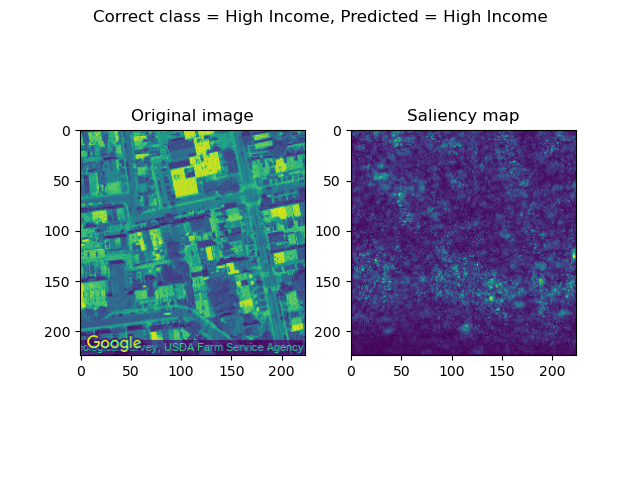 Correct class = High Income, Predicted = High Income
Original image
Saliency map
0
50
100
150
200
0
50
100
150
200
Google
Survey, USDA Farm Service Agency
0 50 100 150 200
0 50 100 150 200